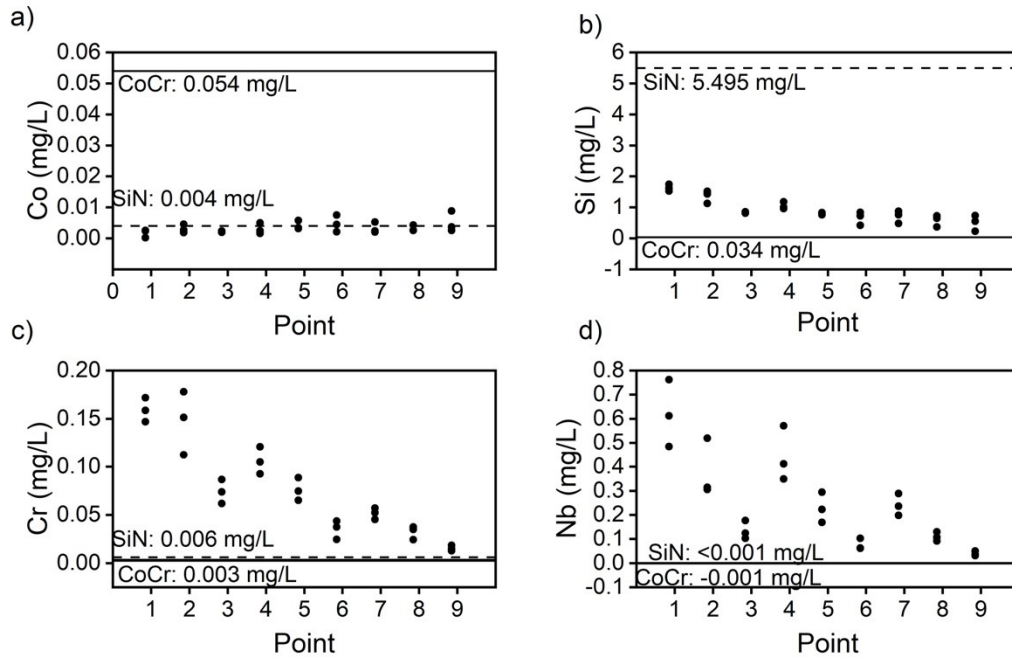 a)
0.06
0.05
0.04
0.03
0.02
0.01
0.00
Co (mg/L)
CoCr: 0.054 mg/L
SiN: 0.004 mg/L
0 1 2 3 4 5 6 7 8 9
Point
b)
6
5
4
3
2
1
0
-1
Si (mg/L)
SiN: 5.495 mg/L
CoCr: 0.034 mg/L
1 2 3 4 5 6 7 8 9
Point
c)
0.20
0.15
0.10
0.05
0.00
Cr (mg/L)
SiN: 0.006 mg/L
CoCr: 0.003 mg/L
1 2 3 4 5 6 7 8 9
Point
d)
0.8
0.7
0.6
0.5
0.4
0.3
0.2
0.1
0.0
-0.1
Nb (mg/L)
SiN: <0.001 mg/L
CoCr: -0.001 mg/L
1 2 3 4 5 6 7 8 9
Point